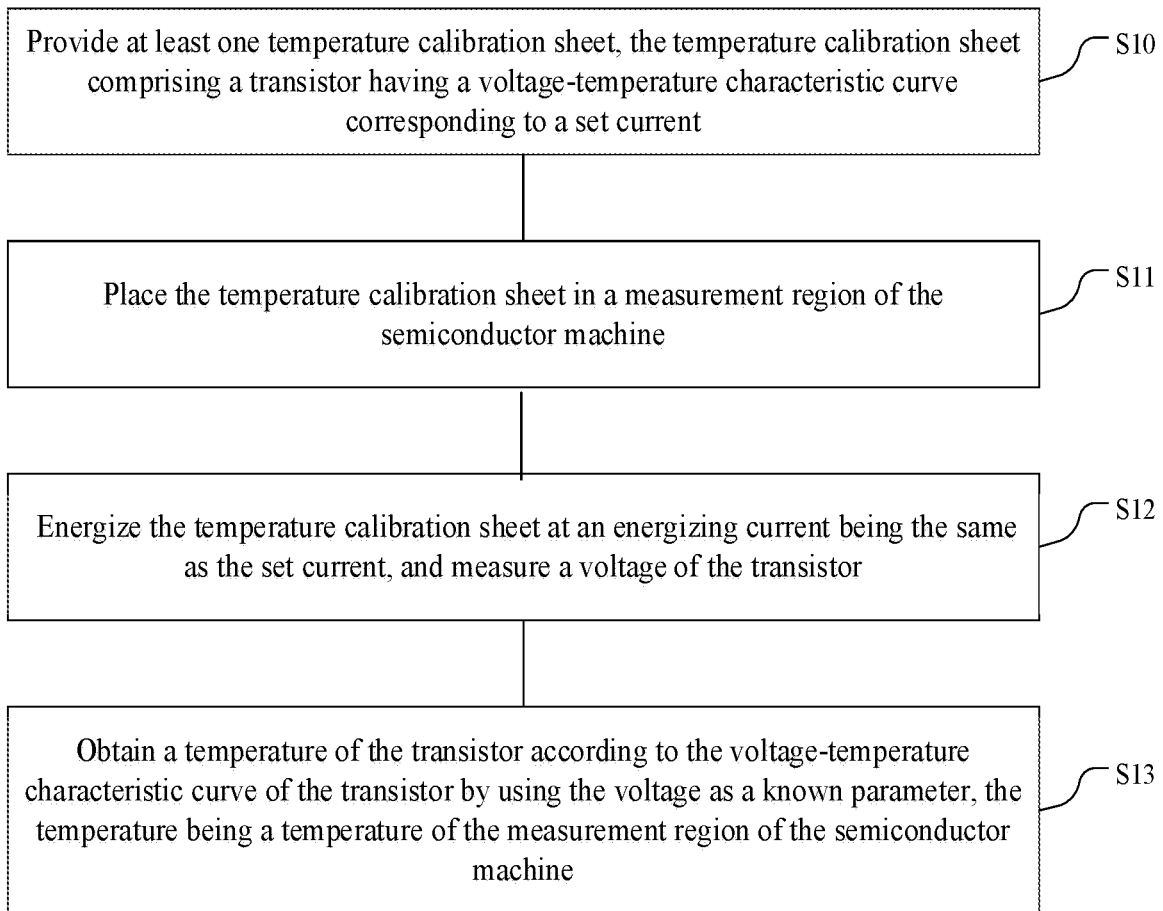 Provide at least one temperature calibration sheet, the temperature calibration sheet
comprising a transistor having a voltage-temperature characteristic curve
corresponding to a set current
S10
Place the temperature calibration sheet in a measurement region of the
semiconductor machine
S11
Energize the temperature calibration sheet at an energizing current being the same
as the set current, and measure a voltage of the transistor
S12
Obtain a temperature of the transistor according to the voltage-temperature
characteristic curve of the transistor by using the voltage as a known parameter, the
temperature being a temperature of the measurement region of the semiconductor
machine
S13